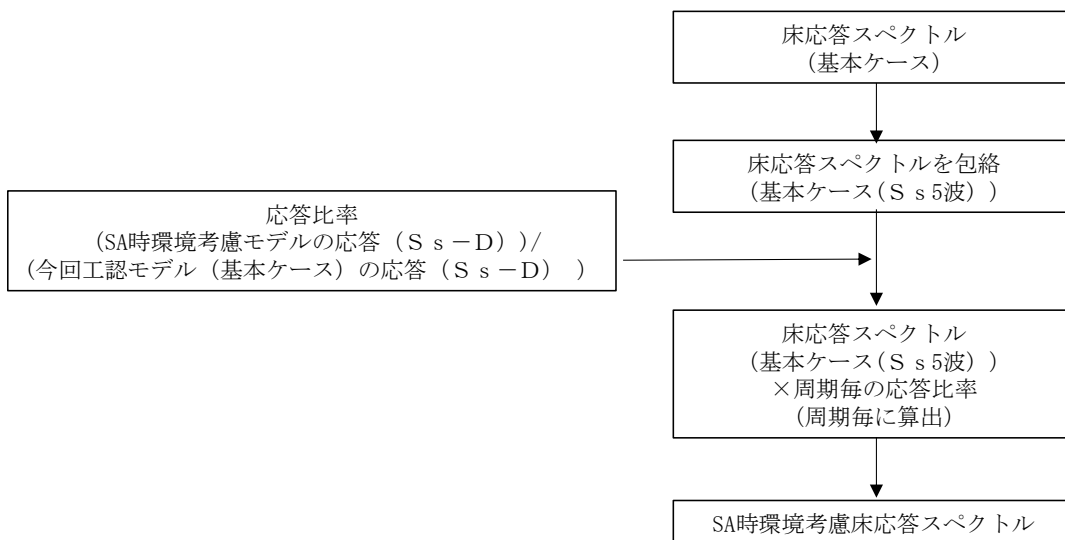 床応答スペクトル
(基本ケース)
床応答スペクトルを包絡
(基本ケース(Ｓｓ5波))
応答比率
(SA時環境考慮モデルの応答（Ｓｓ－Ｄ）)/
(今回工認モデル（基本ケース）の応答（Ｓｓ－Ｄ） )
床応答スペクトル
(基本ケース(Ｓｓ5波))
×周期毎の応答比率
(周期毎に算出)
SA時環境考慮床応答スペクトル